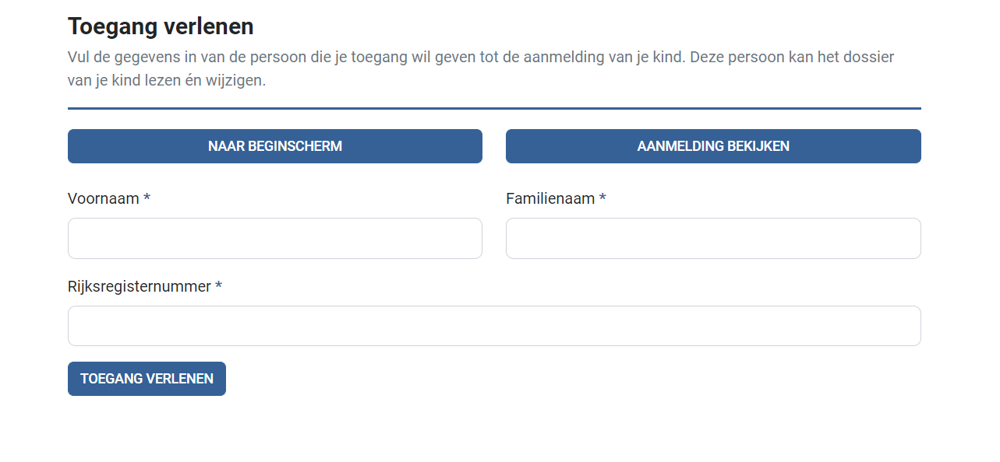 Toegang verlenen
Vul de gegevens in van de persoon die je toegang wil geven tot de aanmelding van je kind. Deze persoon kan het dossier
van je kind lezen én wijzigen.
NAAR BEGINSCHERM
AANMELDING BEKIJKEN
Voornaam *
Familienaam *
Rijksregisternummer *
TOEGANG VERLENEN